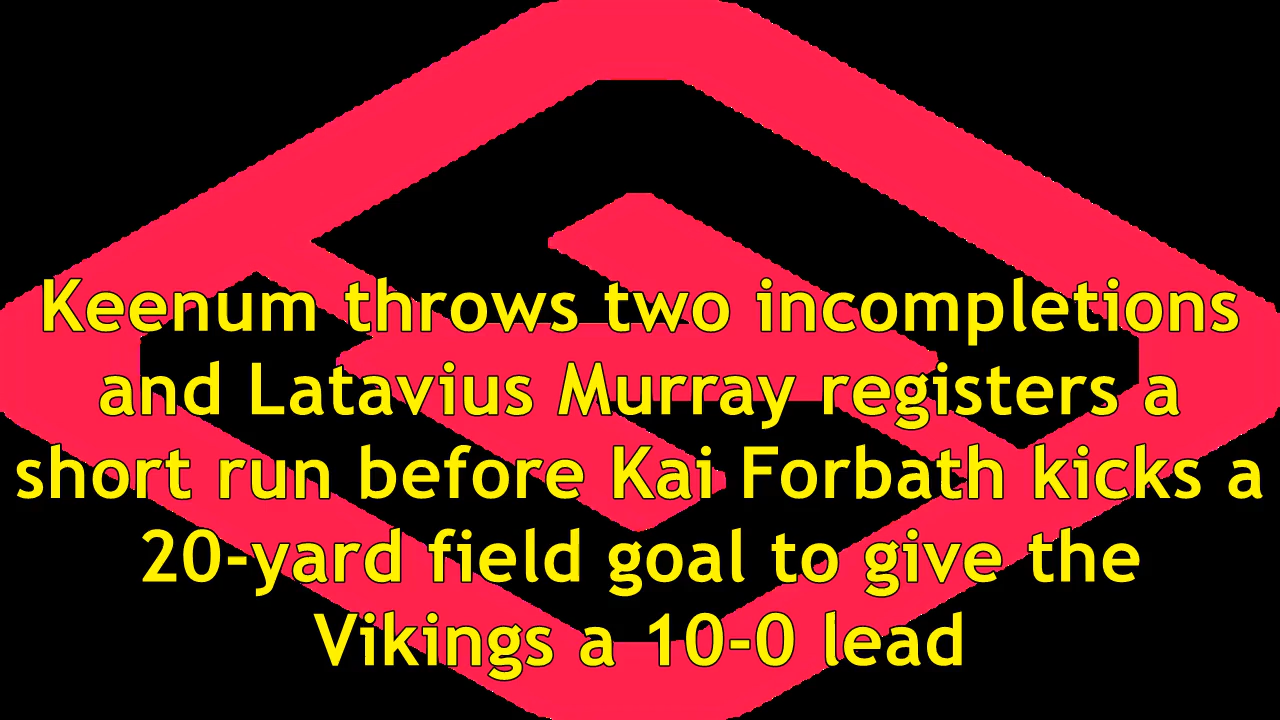 Keenum throws two incompletions
and Latavius Murray registers a
short run before Kai Forbath kicks a
20-yard field goal to give the
Vikings a 10-0 lead